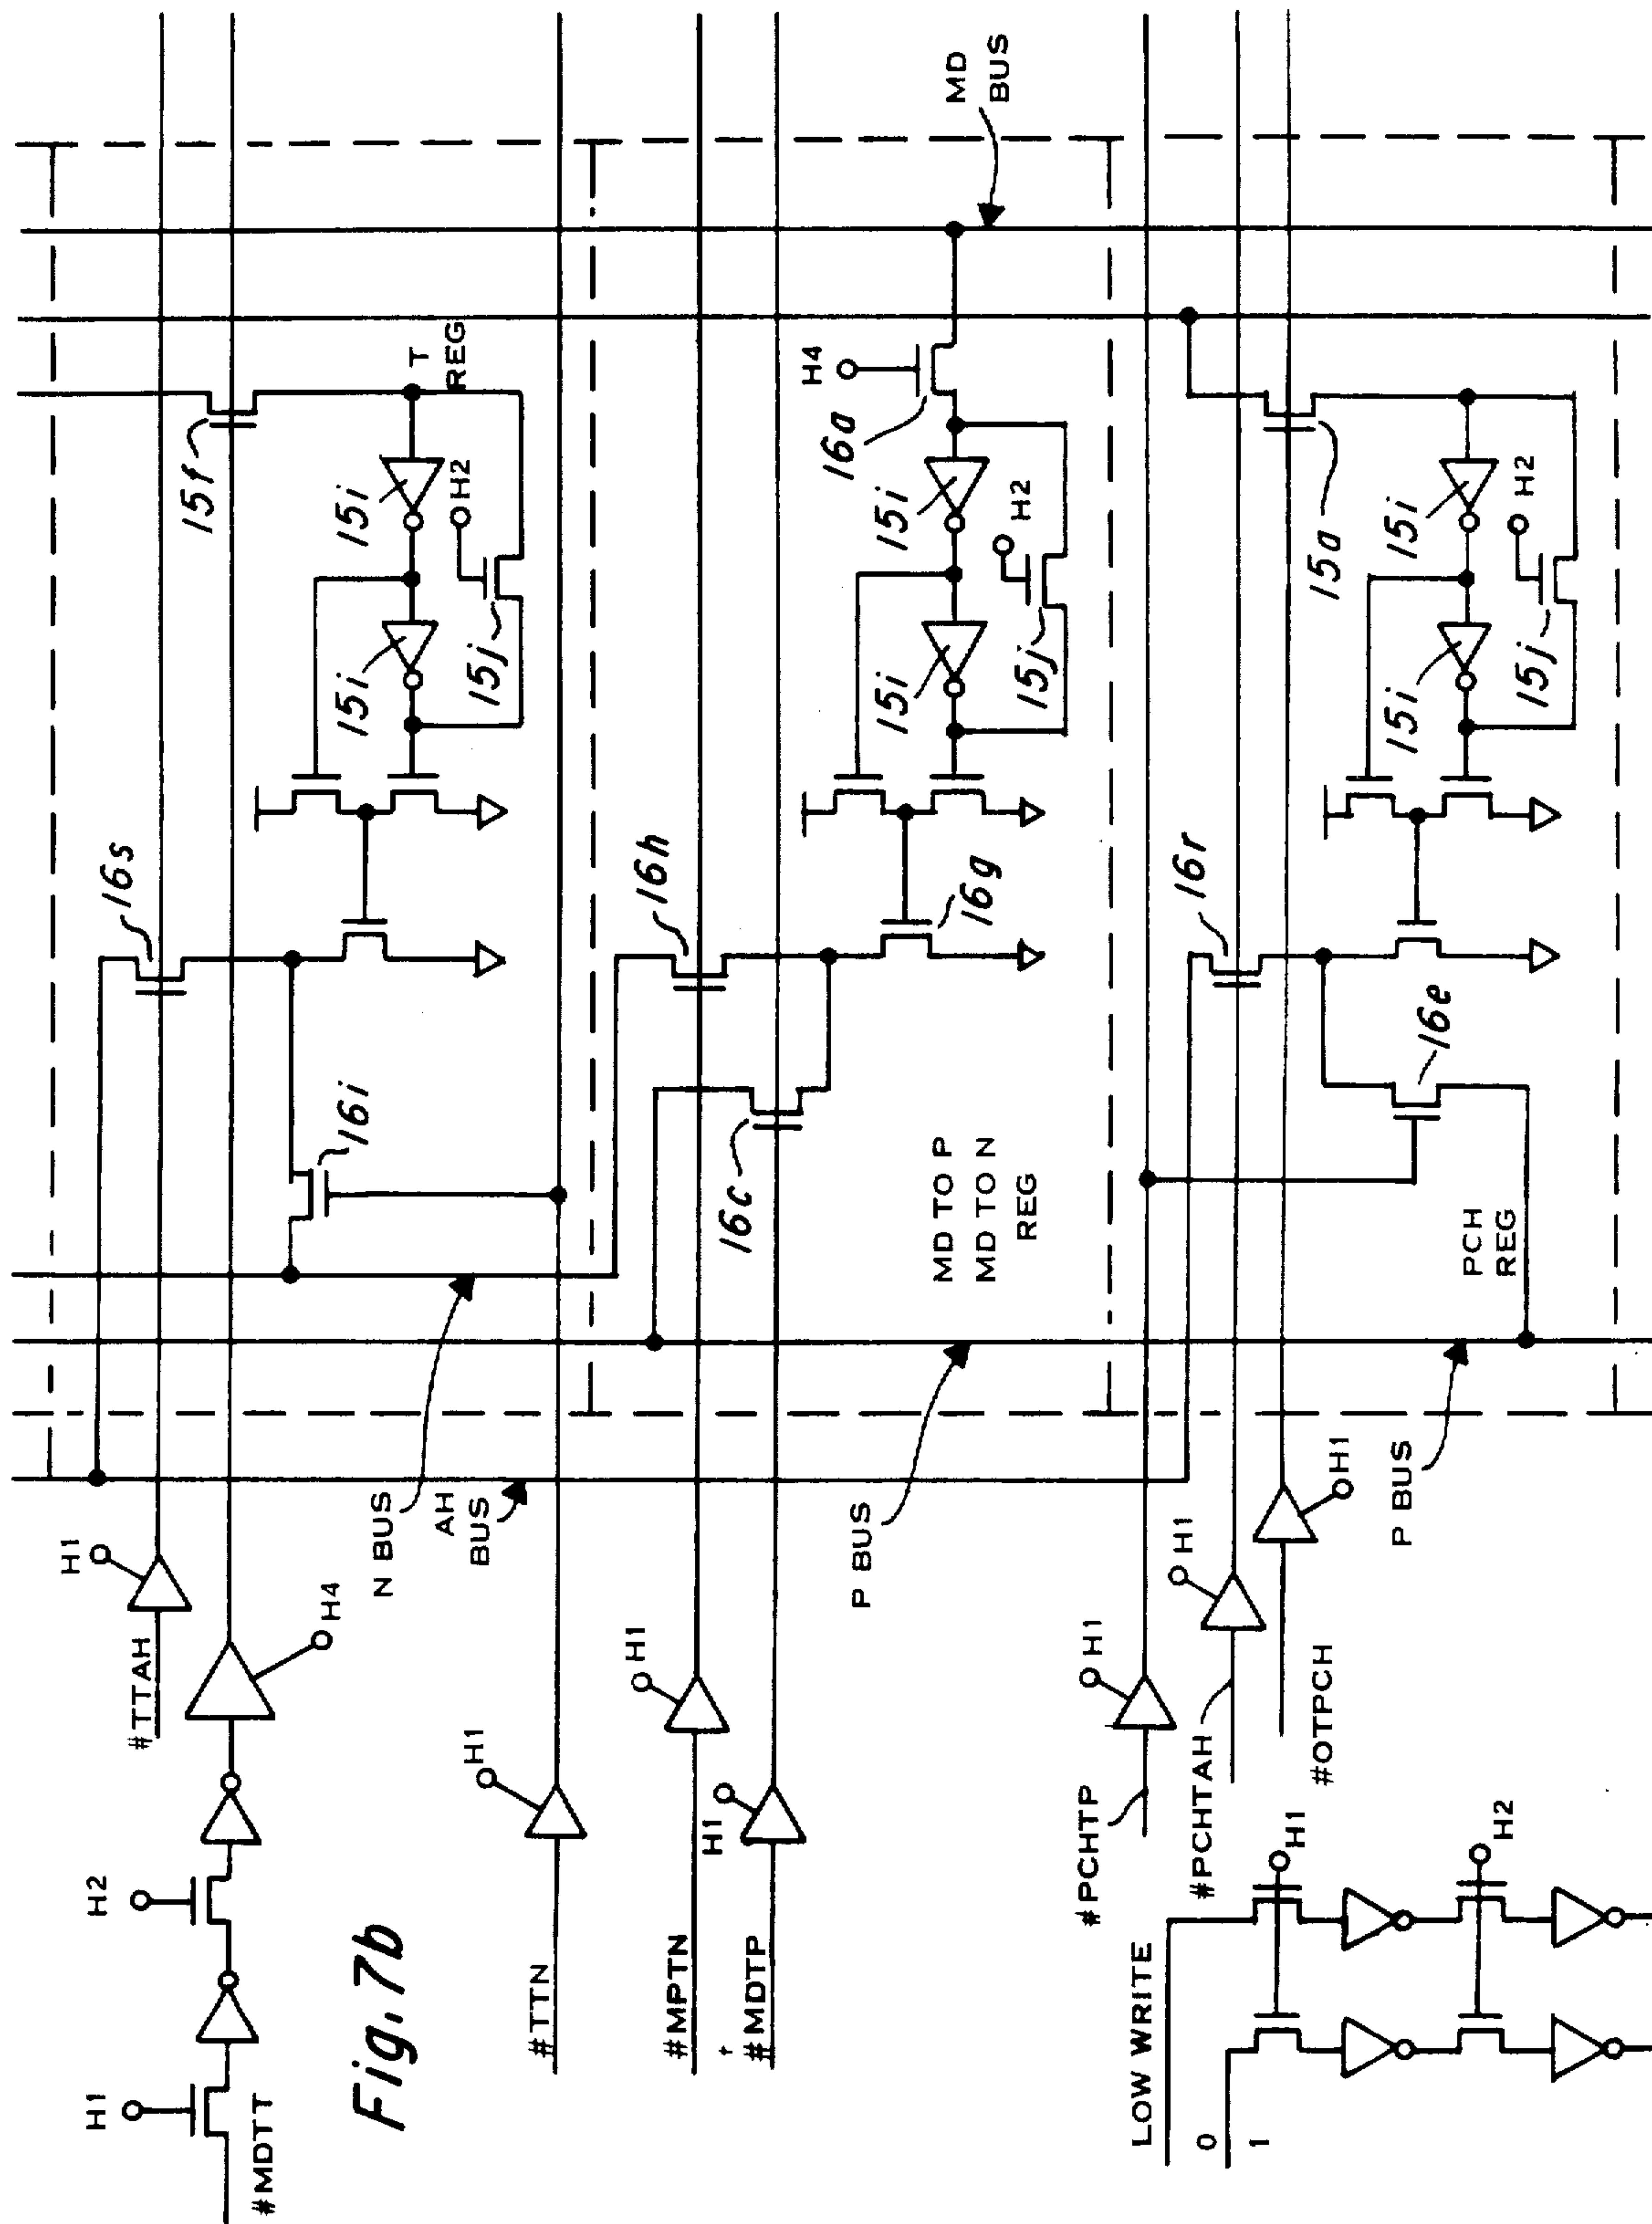 MD
BUS
T
REG
15f
15i
H2
15i
15j
16s
16i
H4
16a
15i
H2
15i
15j
16h
16g
16c
MD TO P
MD TO N
REG
15a
15i
H2
15i
15j
16r
16e
PCH
REG
N BUS
AH
BUS
P BUS
P BUS
H1
#TTAH
H4
H2
H1
#MDTT
H1
#TTN
H1
#MPTN
H1
#MDTP
H1
#PCHTP
H1
#PCHTAH
H1
#OTPCH
LOW WRITE
0
1
H1
H2
Fig. 7b